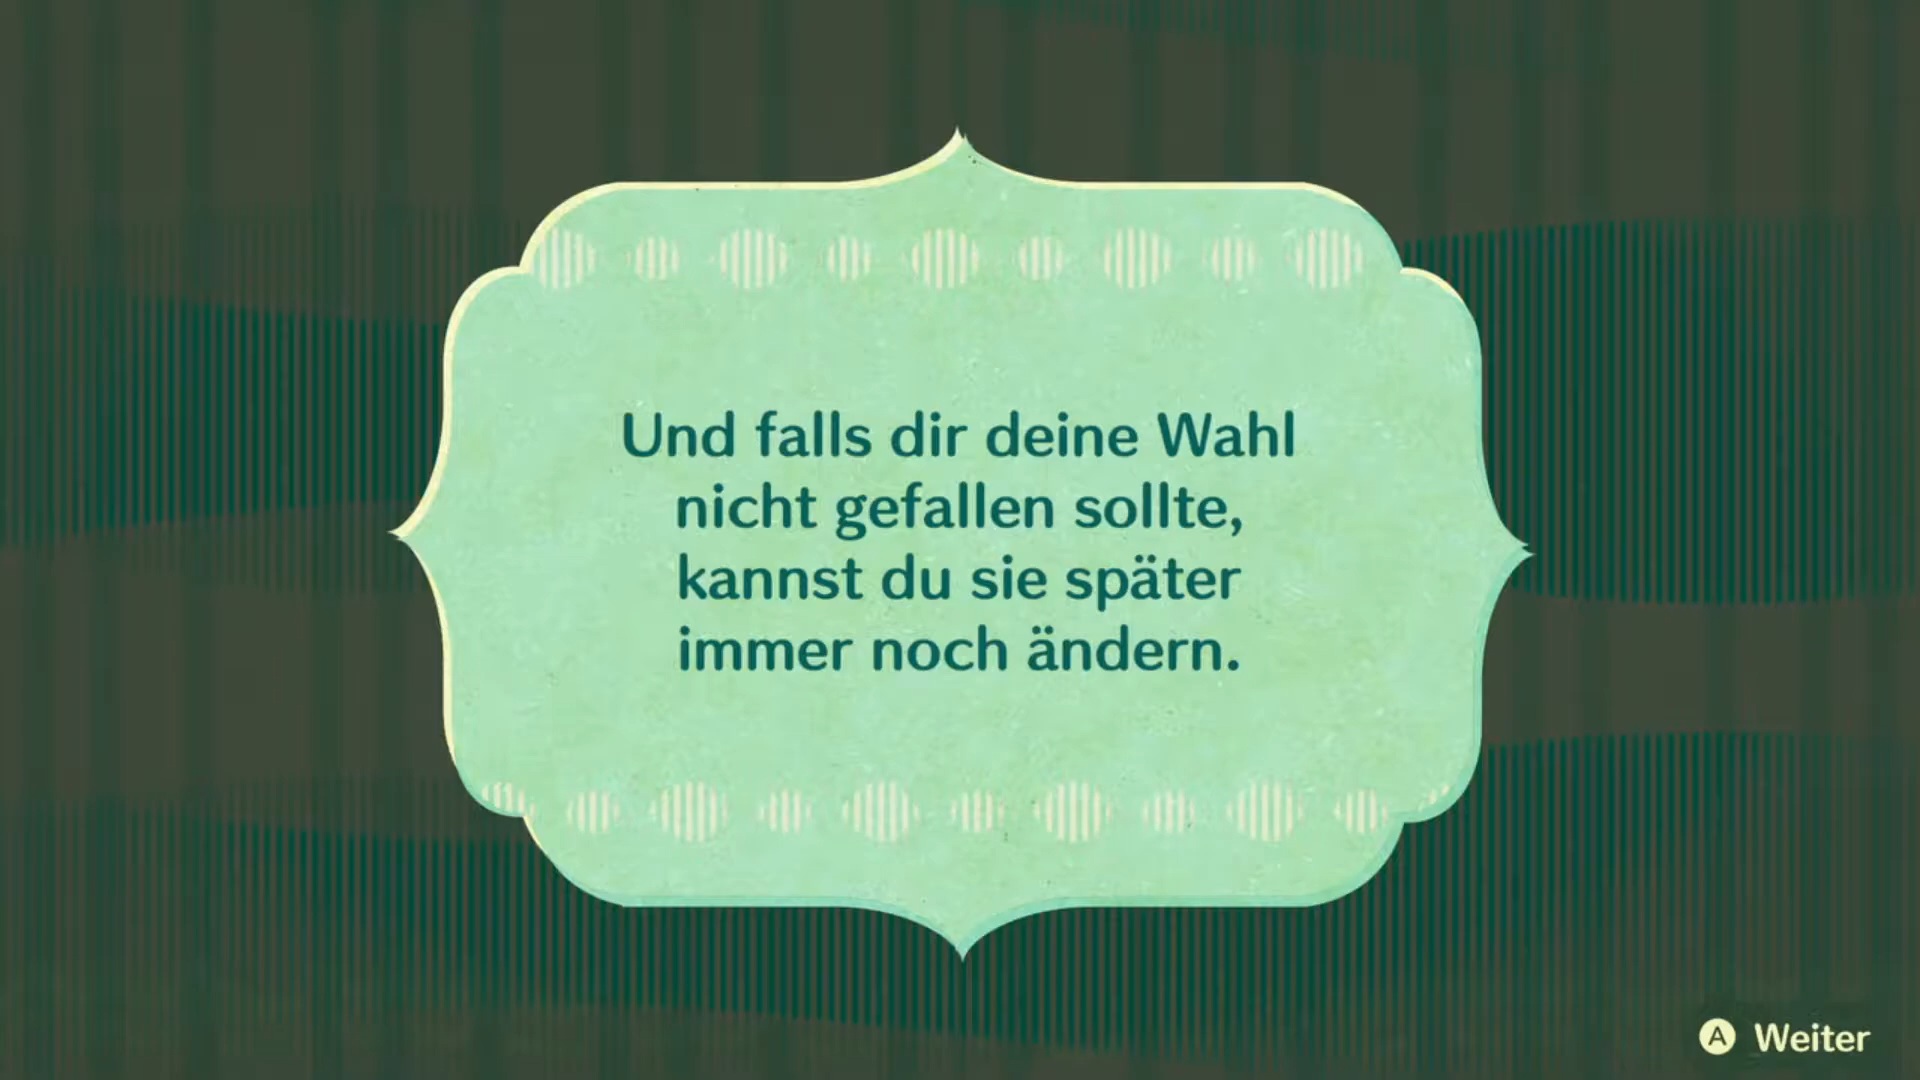 Und falls dir deine Wahl
nicht gefallen sollte,
kannst du sie später
immer noch ändern.
A Weiter